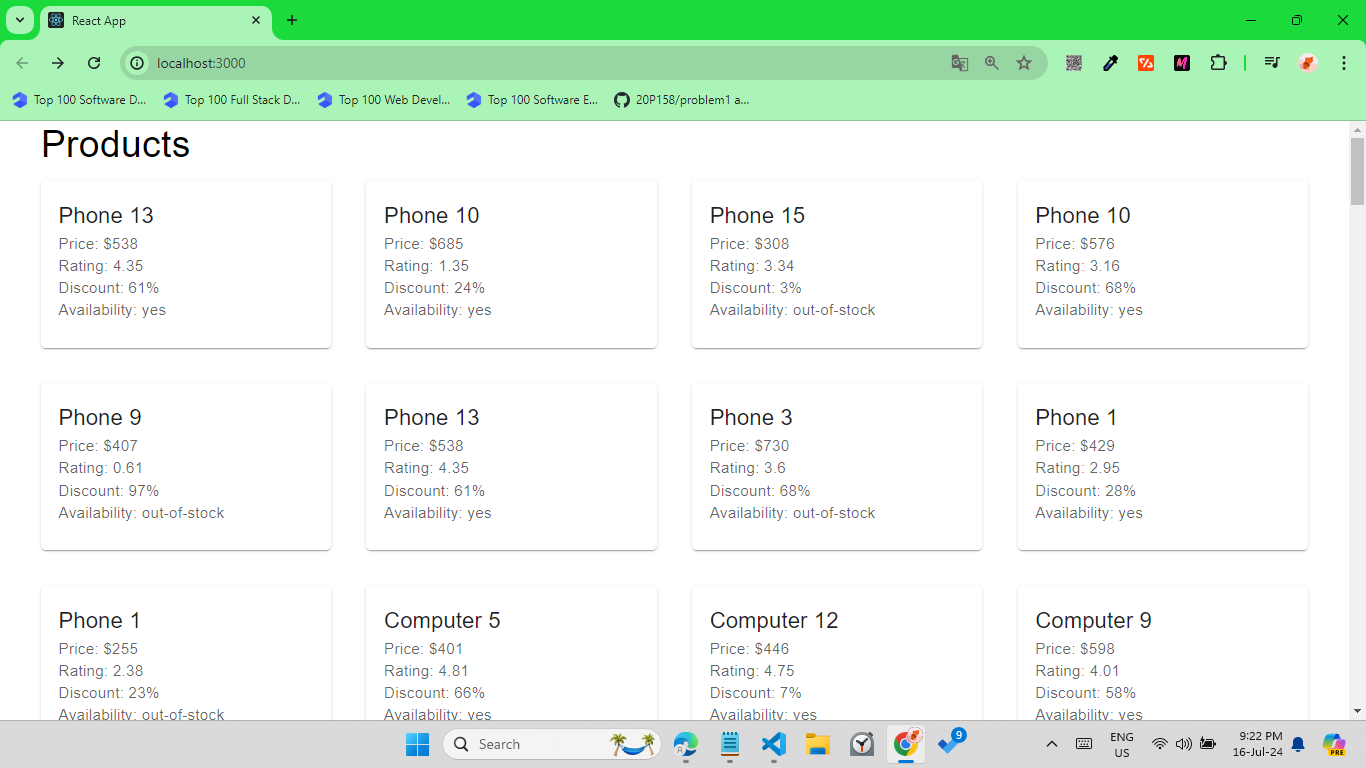 React App
localhost:3000
Top 100 Software D...
Top 100 Full Stack D...
Top 100 Web Devel...
Top 100 Software E...
20P158/problem1 a...
Products
Phone 13
Price: $538
Rating: 4.35
Discount: 61%
Availability: yes
Phone 10
Price: $685
Rating: 1.35
Discount: 24%
Availability: yes
Phone 15
Price: $308
Rating: 3.34
Discount: 3%
Availability: out-of-stock
Phone 10
Price: $576
Rating: 3.16
Discount: 68%
Availability: yes
Phone 9
Price: $407
Rating: 0.61
Discount: 97%
Availability: out-of-stock
Phone 13
Price: $538
Rating: 4.35
Discount: 61%
Availability: yes
Phone 3
Price: $730
Rating: 3.6
Discount: 68%
Availability: out-of-stock
Phone 1
Price: $429
Rating: 2.95
Discount: 28%
Availability: yes
Phone 1
Price: $255
Rating: 2.38
Discount: 23%
Availability: out-of-stock
Computer 5
Price: $401
Rating: 4.81
Discount: 66%
Availability: yes
Computer 12
Price: $446
Rating: 4.75
Discount: 7%
Availability: yes
Computer 9
Price: $598
Rating: 4.01
Discount: 58%
Availability: yes
Search
9
ENG
US
9:22 PM
16-Jul-24
PRE